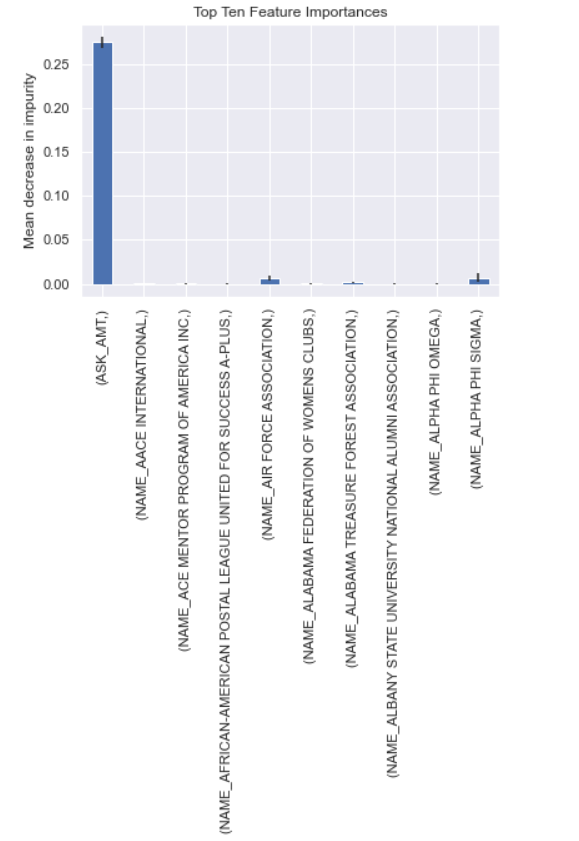 Top Ten Feature Importances
Mean decrease in impurity
0.25
0.20
0.15
0.10
0.05
0.00
(ASK_AMT,)
(NAME_AACE INTERNATIONAL,)
(NAME_ACE MENTOR PROGRAM OF AMERICA INC,)
(NAME_AFRICAN-AMERICAN POSTAL LEAGUE UNITED FOR SUCCESS A-PLUS,)
(NAME_AIR FORCE ASSOCIATION,)
(NAME_ALABAMA FEDERATION OF WOMENS CLUBS,)
(NAME_ALABAMA TREASURE FOREST ASSOCIATION,)
(NAME_ALBANY STATE UNIVERSITY NATIONAL ALUMNI ASSOCIATION,)
(NAME_ALPHA PHI OMEGA,)
(NAME_ALPHA PHI SIGMA,)